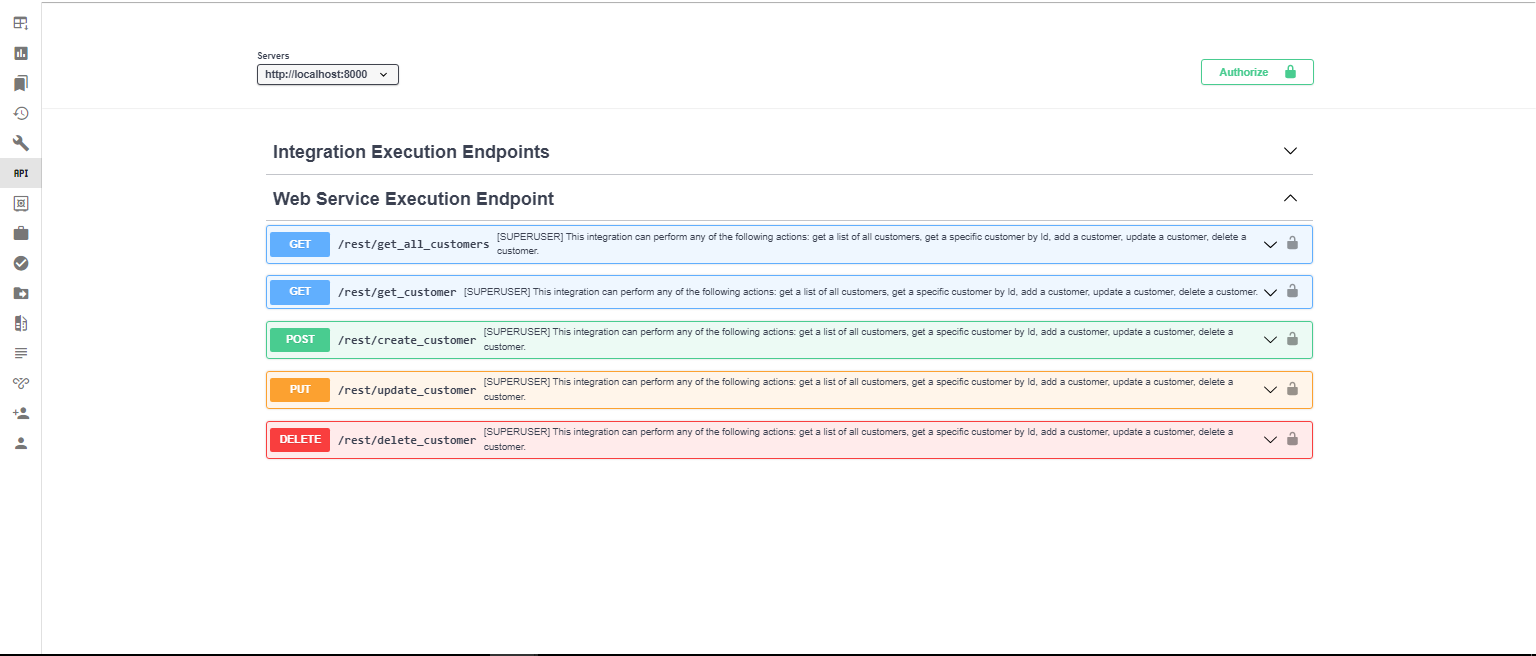 Servers
http://localhost:8000
Authorize
API
Integration Execution Endpoints
Web Service Execution Endpoint
GET /rest/get_all_customers [SUPERUSER] This integration can perform any of the following actions: get a list of all customers, get a specific customer by Id, add a customer, update a customer, delete a
customer.
GET /rest/get_customer [SUPERUSER] This integration can perform any of the following actions: get a list of all customers, get a specific customer by Id, add a customer, update a customer, delete a customer.
POST /rest/create_customer [SUPERUSER] This integration can perform any of the following actions: get a list of all customers, get a specific customer by Id, add a customer, update a customer, delete a
customer.
PUT /rest/update_customer [SUPERUSER] This integration can perform any of the following actions: get a list of all customers, get a specific customer by Id, add a customer, update a customer, delete a
customer.
DELETE /rest/delete_customer [SUPERUSER] This integration can perform any of the following actions: get a list of all customers, get a specific customer by Id, add a customer, update a customer, delete a
customer.